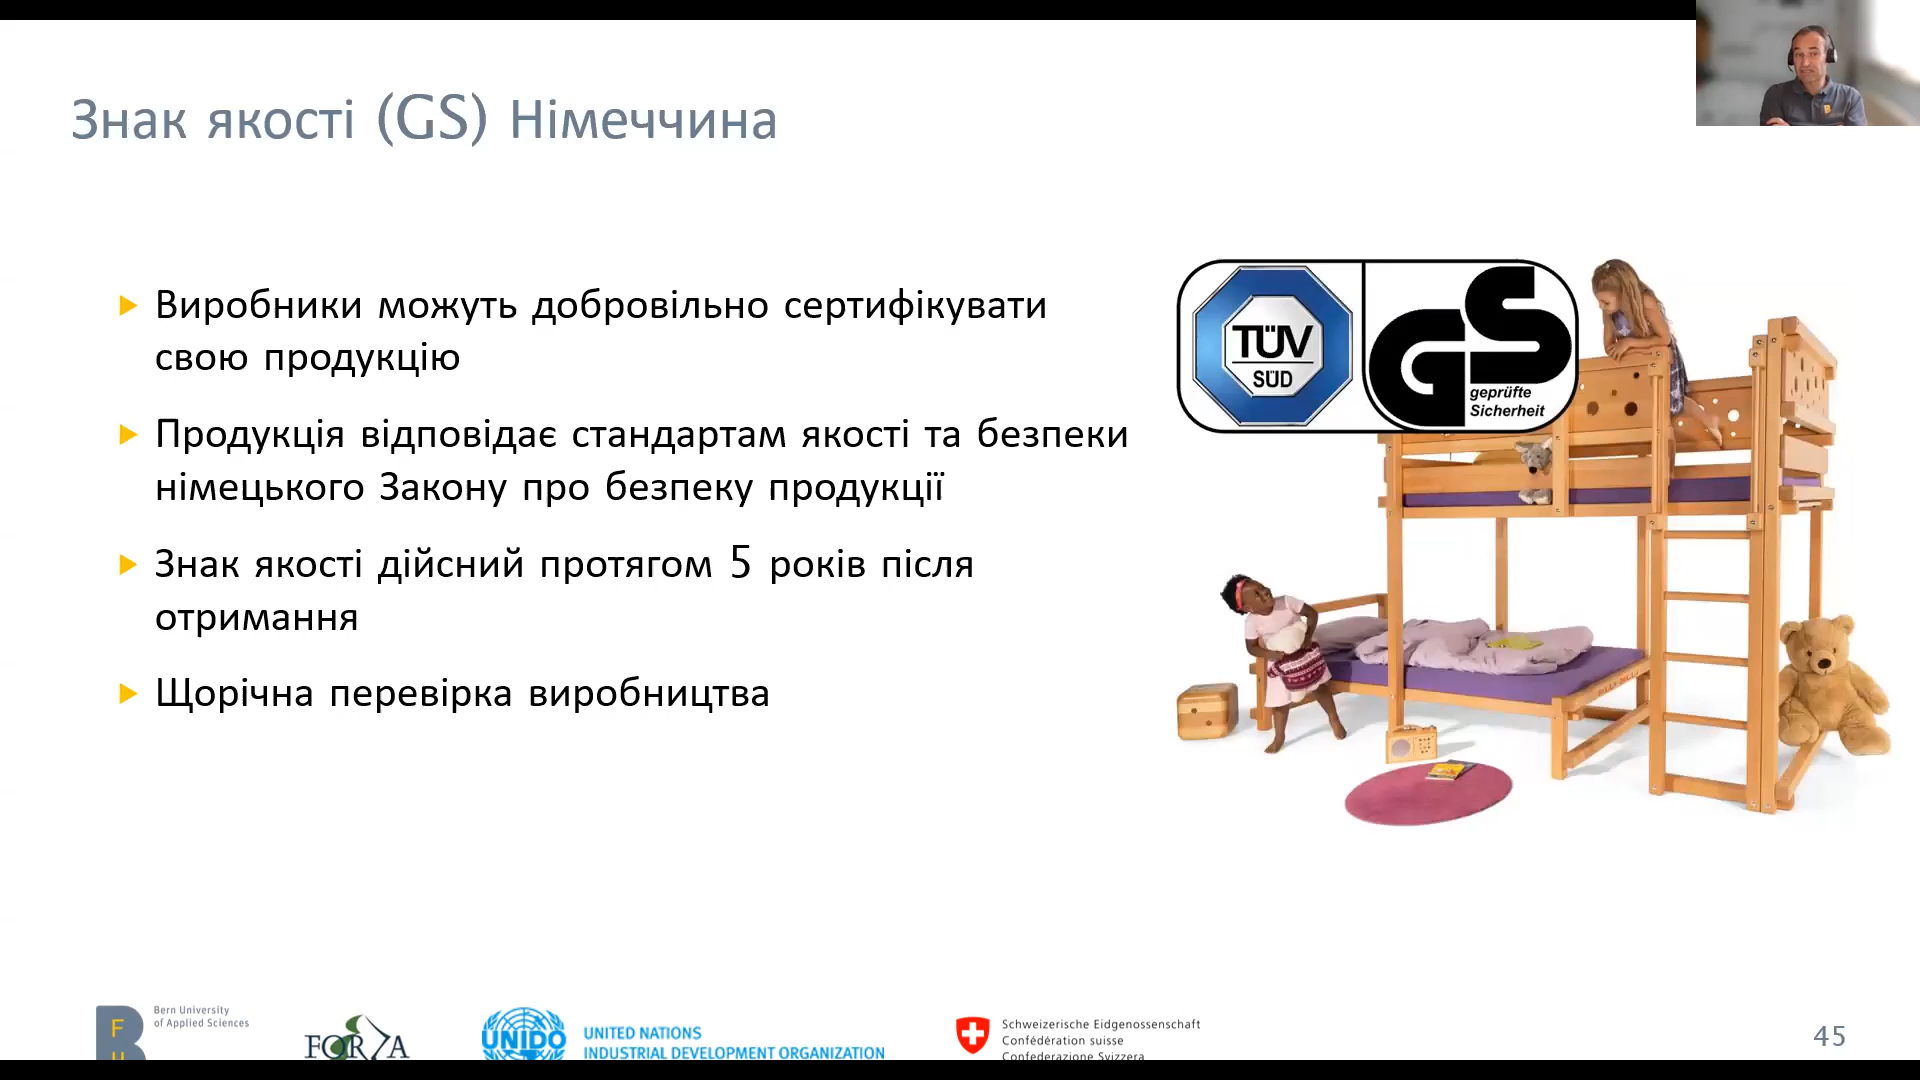 Знак якості (GS) Німеччина
Виробники можуть добровільно сертифікувати
свою продукцію
Продукція відповідає стандартам якості та безпеки
німецького Закону про безпеку продукції
Знак якості дійсний протягом 5 років після
отримання
Щорічна перевірка виробництва
TÜV
SÜD
GS
geprüfte
Sicherheit
Bern University
of Applied Sciences
B
F
FORZA
UNIDO
UNITED NATIONS
INDUSTRIAL DEVELOPMENT ORGANIZATION
Schweizerische Eidgenossenschaft
Confédération suisse
Confederazione Svizzera
45